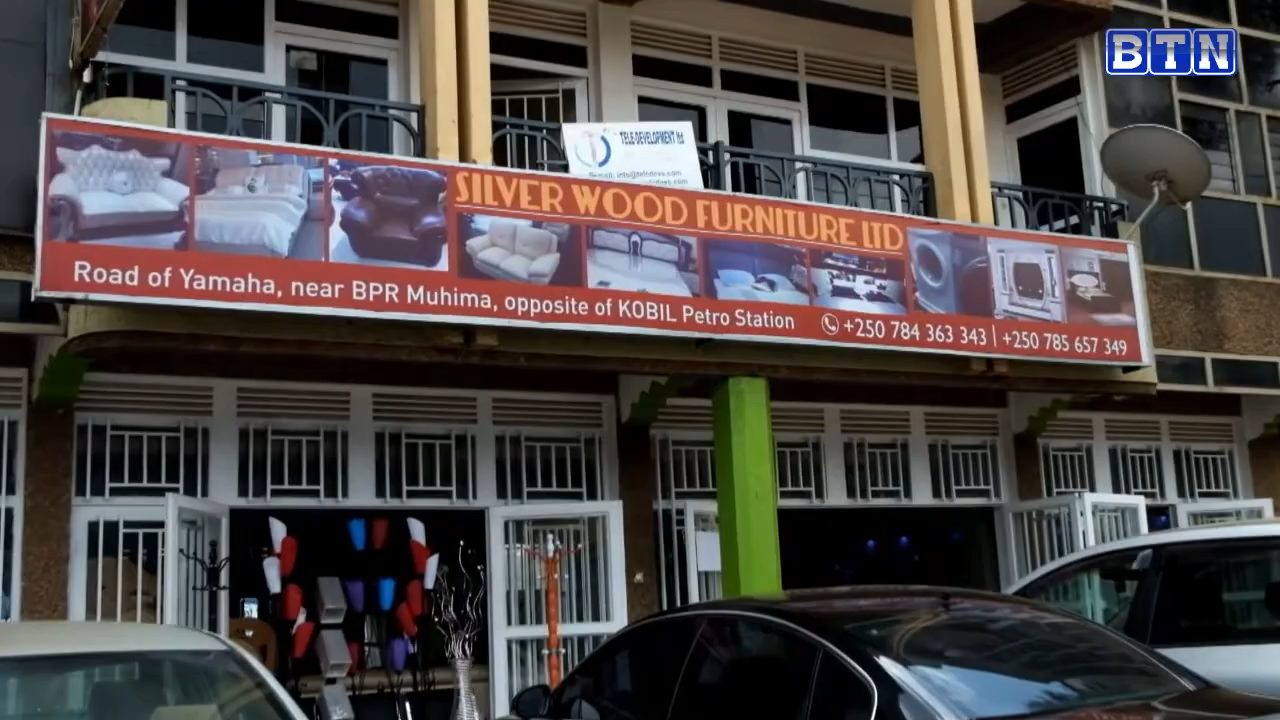 BTN
TELE-DEVELOPMENT ltd
SILVER WOOD FURNITURE LTD
Road of Yamaha, near BPR Muhima, opposite of KOBIL Petro Station
+250 784 363 343 | +250 785 657 349